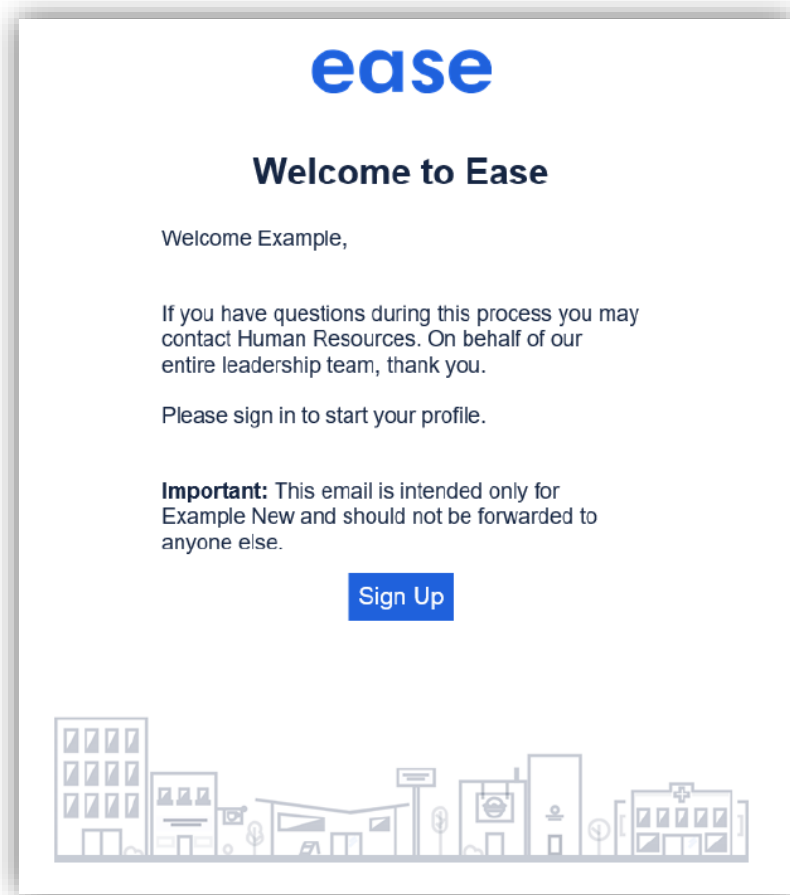 ease
Welcome to Ease
Welcome Example,
If you have questions during this process you may
contact Human Resources. On behalf of our
entire leadership team, thank you.
Please sign in to start your profile.
Important: This email is intended only for
Example New and should not be forwarded to
anyone else.
Sign Up